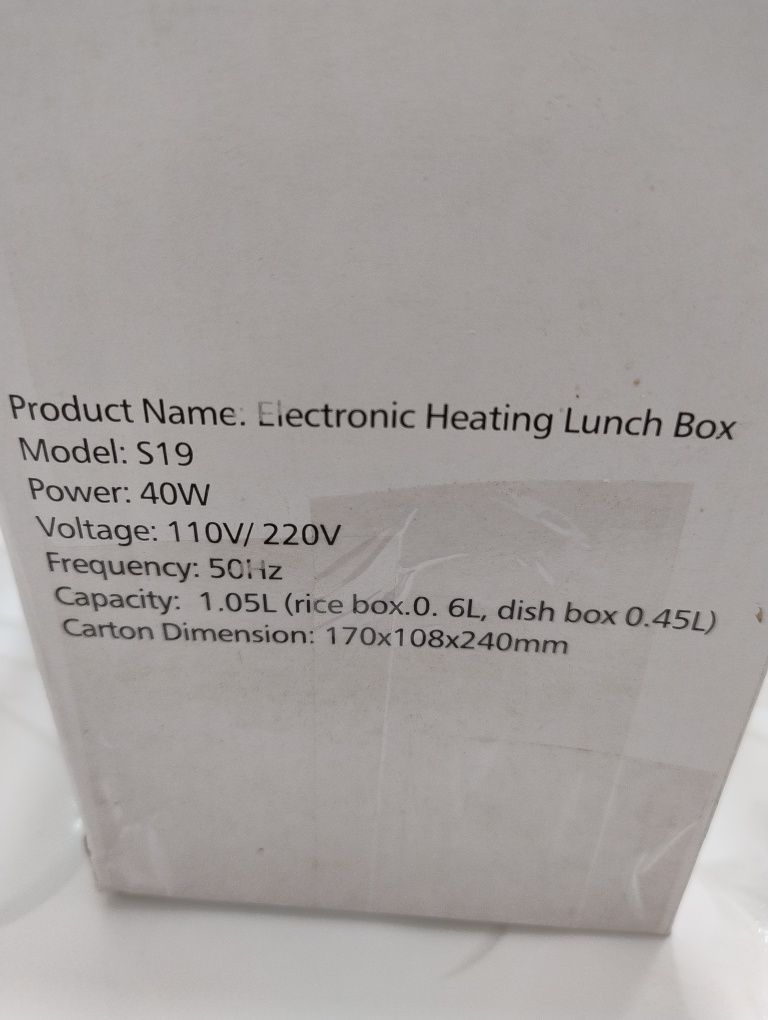 Product Name: Electronic Heating Lunch Box
Model: S19
Power: 40W
Voltage: 110V/ 220V
Frequency: 50Hz
Capacity: 1.05L (rice box.0. 6L, dish box 0.45L)
Carton Dimension: 170x108x240mm